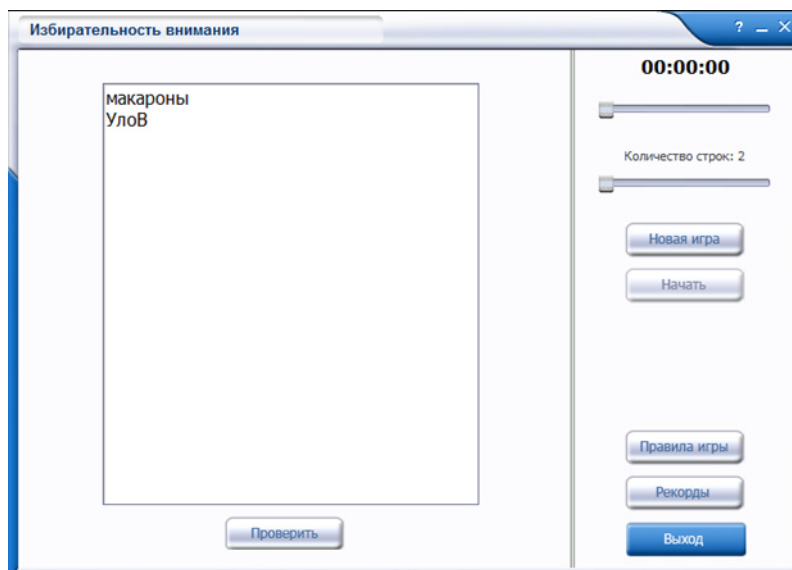 Избирательность внимания
?
макароны
УлоВ
00:00:00
Количество строк: 2
Новая игра
Начать
Правила игры
Рекорды
Выход
Проверить